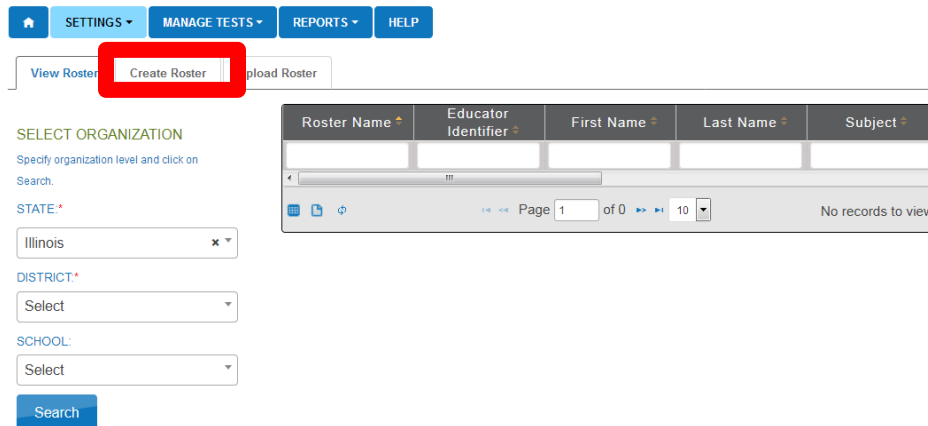 SETTINGS MANAGE TESTS REPORTS HELP
View Roster Create Roster pload Roster
SELECT ORGANIZATION
Specify organization level and click on
Search.
STATE:*
Illinois
DISTRICT:*
Select
SCHOOL:
Select
Search
Roster Name Educator Identifier First Name Last Name Subject
Page 1 of 0 10 No records to view